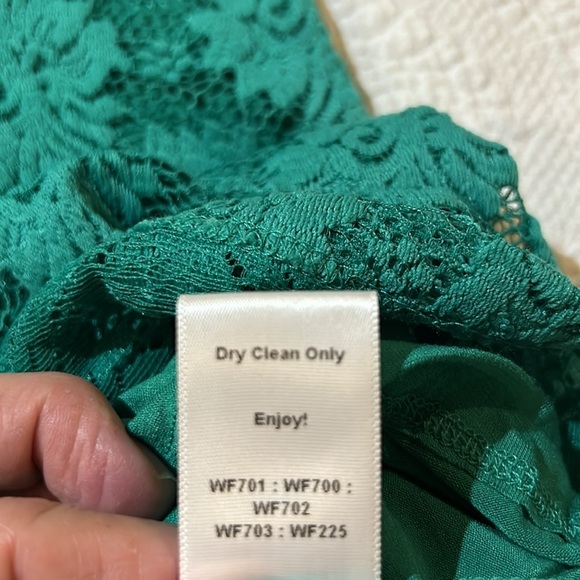 Dry Clean Only
Enjoy!
WF701 : WF700 :
WF702
WF703 : WF225